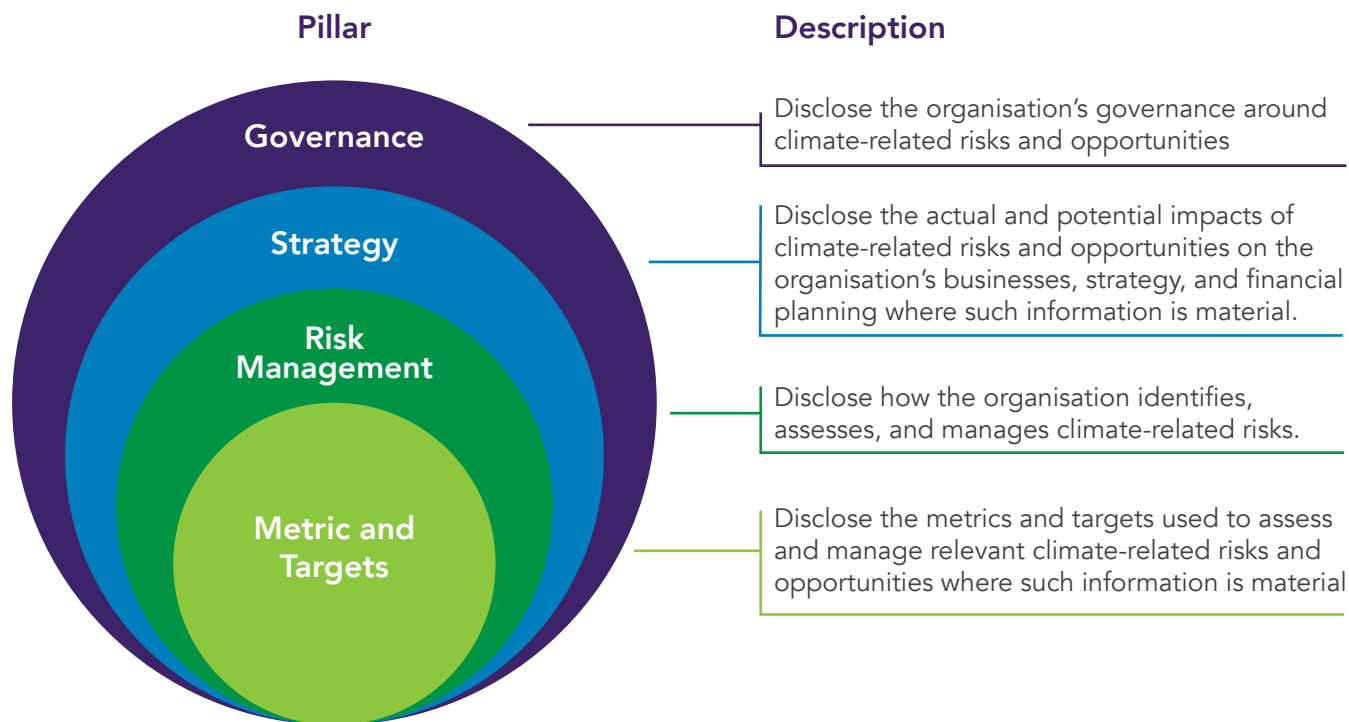 Pillar
Description
Governance
Disclose the organisation’s governance around
climate-related risks and opportunities
Strategy
Disclose the actual and potential impacts of
climate-related risks and opportunities on the
organisation’s businesses, strategy, and financial
planning where such information is material.
Risk
Management
Disclose how the organisation identifies,
assesses, and manages climate-related risks.
Metric and
Targets
Disclose the metrics and targets used to assess
and manage relevant climate-related risks and
opportunities where such information is material